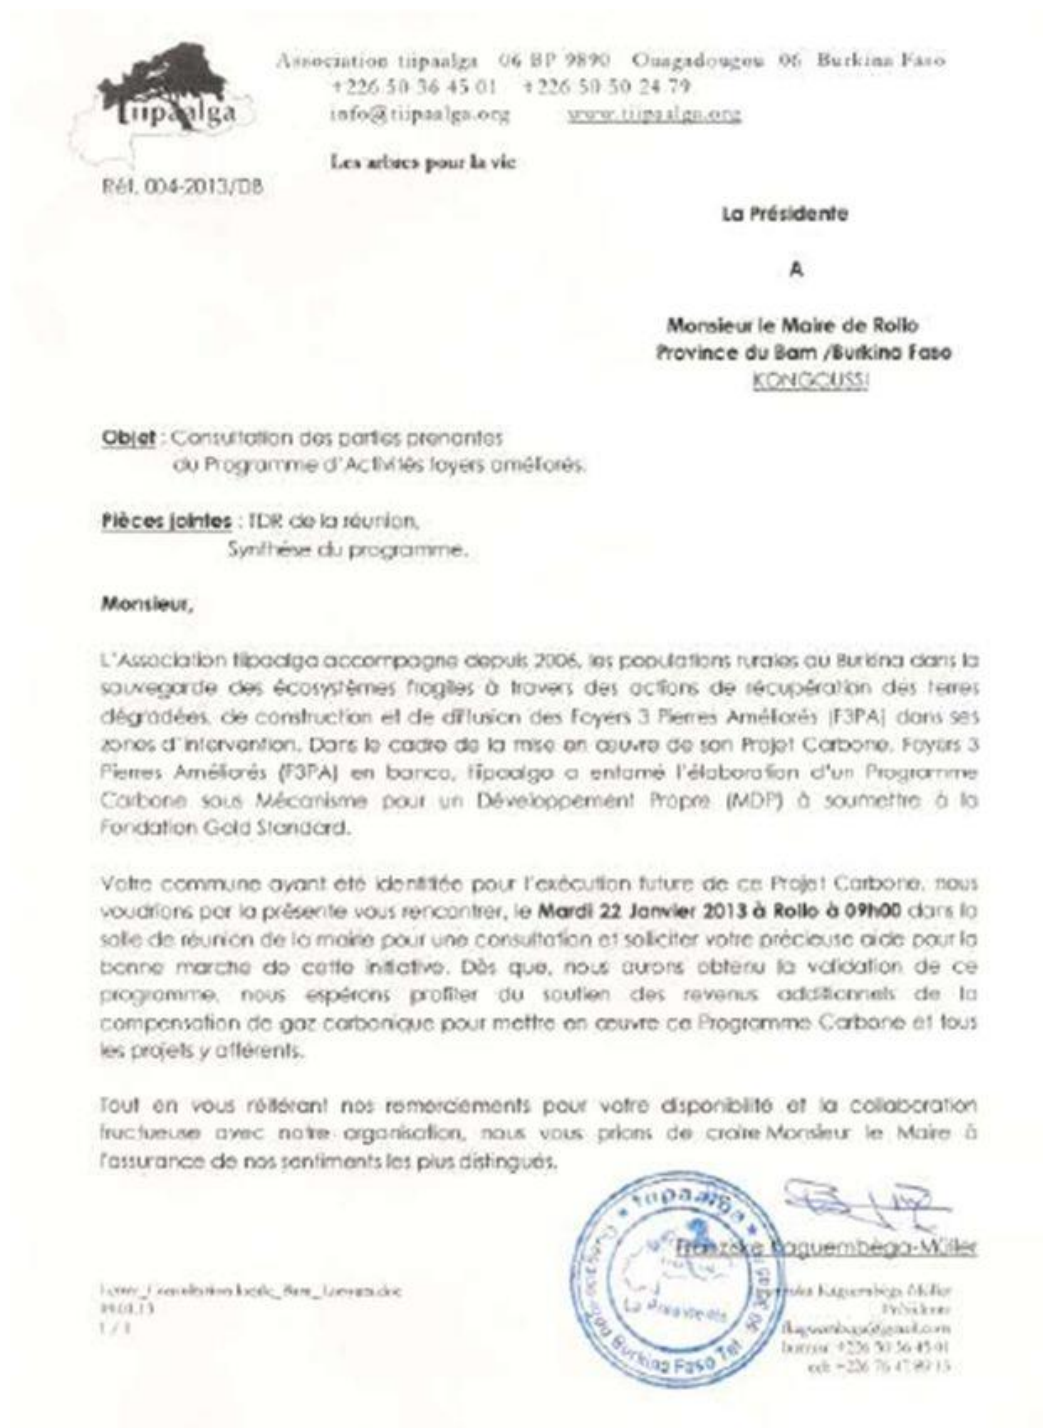 tiipaalga
Association tiipaalga 06 BP 9890 Ouagadougou 06 Burkina Faso
+226 50 36 45 01 +226 50 50 24 79
info@tiipaalga.org www.tiipaalga.org
Les arbres pour la vie
Réf. 004-2013/DB
La Présidente
A
Monsieur le Maire de Rollo
Province du Bam /Burkina Faso
KONGOUSSI
Objet : Consultation des parties prenantes
du Programme d'Activités foyers améliorés.
Pièces jointes : TDR de la réunion,
Synthèse du programme.
Monsieur,
L'Association tiipaalga accompagne depuis 2006, les populations rurales au Burkina dans la
sauvegarde des écosystèmes fragiles à travers des actions de récupération des terres
dégradées, de construction et de diffusion des Foyers 3 Pierres Améliorés (F3PA) dans ses
zones d'intervention. Dans le cadre de la mise en œuvre de son Projet Carbone, Foyers 3
Pierres Améliorés (F3PA) en banco, tiipaalga a entamé l'élaboration d'un Programme
Carbone sous Mécanisme pour un Développement Propre (MDP) à soumettre à la
Fondation Gold Standard.
Votre commune ayant été identifiée pour l'exécution future de ce Projet Carbone, nous
voudrions par la présente vous rencontrer, le Mardi 22 Janvier 2013 à Rollo à 09h00 dans la
salle de réunion de la mairie pour une consultation et solliciter votre précieuse aide pour la
bonne marche de cette initiative. Dès que, nous aurons obtenu la validation de ce
programme, nous espérons profiter du soutien des revenus additionnels de la
compensation de gaz carbonique pour mettre en œuvre ce Programme Carbone et tous
les projets y afférents.
Tout en vous réitérant nos remerciements pour votre disponibilité et la collaboration
fructueuse avec notre organisation, nous vous prions de croire Monsieur le Maire à
l'assurance de nos sentiments les plus distingués.
tiipaalga
La Présidente
Burkina Faso Tel
Franziska Kaguembèga-Müller
Kaguembèga-Müller
Présidente
bureau +226 50 36 45 01
1 / 1